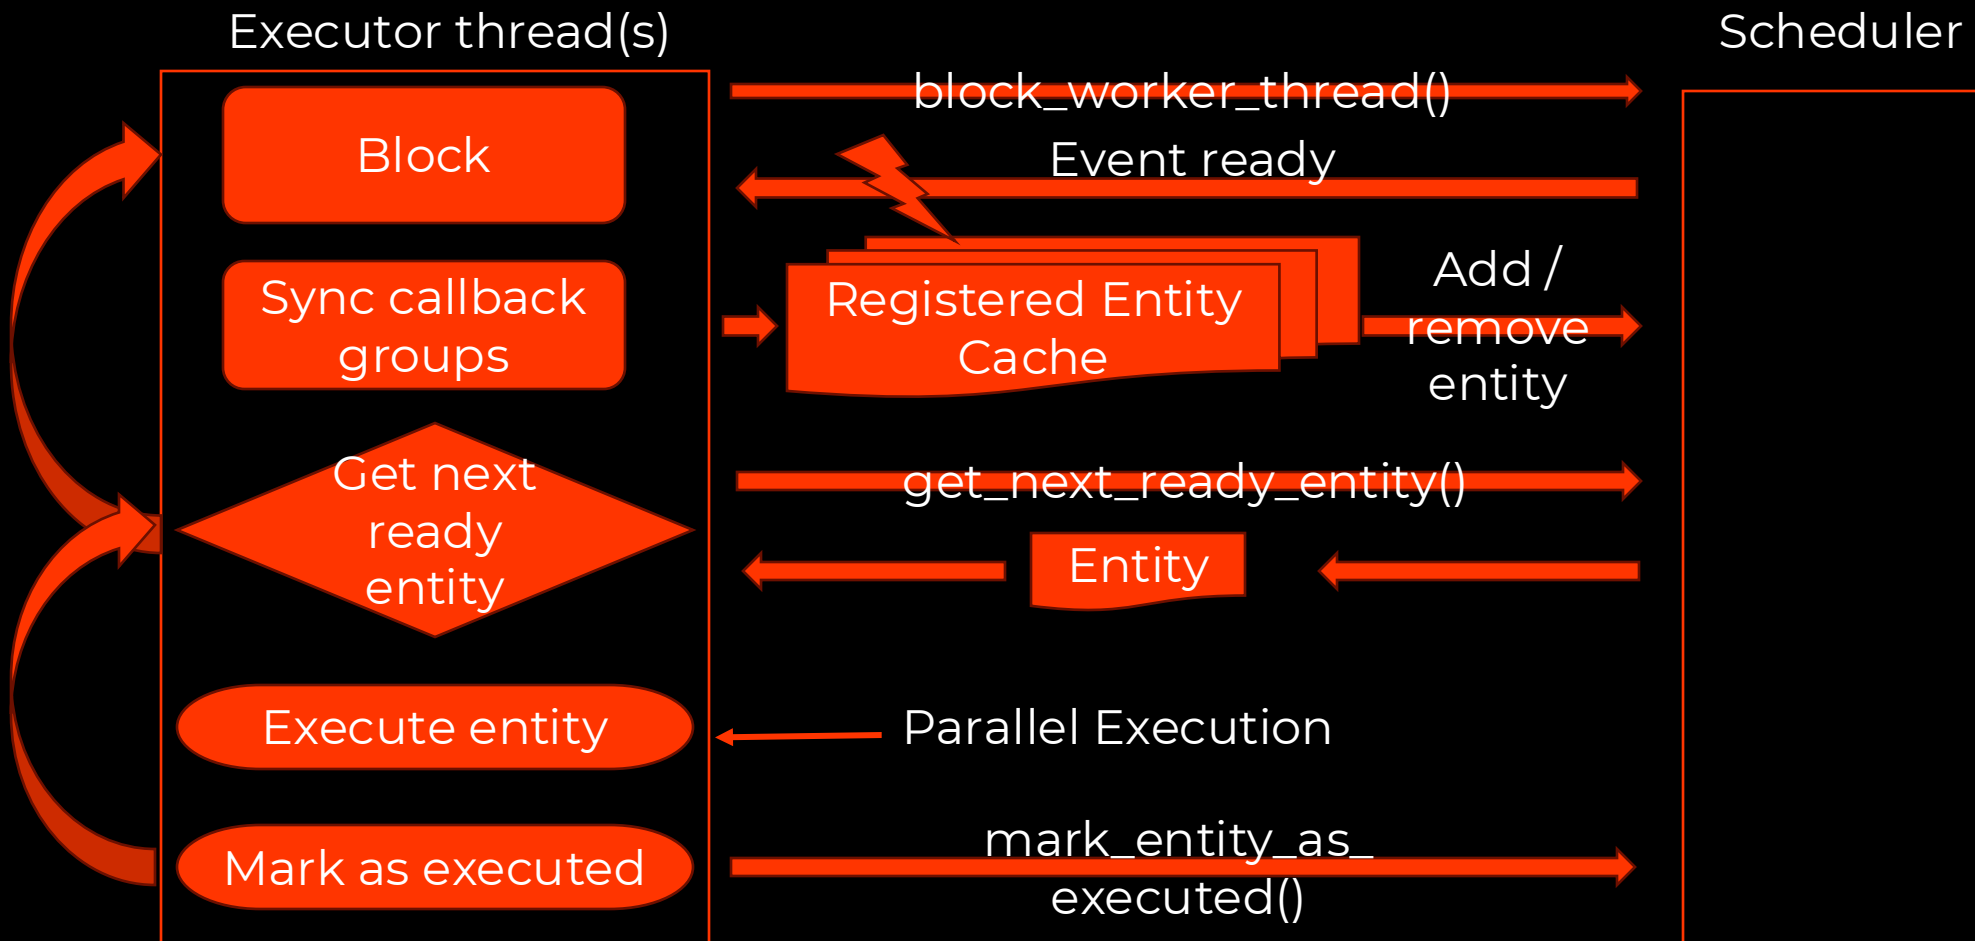 Executor thread(s)
Scheduler
block_worker_thread()
Block
Event ready
Sync callback
groups
Registered Entity
Cache
Add /
remove
entity
Get next
ready
entity
get_next_ready_entity()
Entity
Execute entity
Parallel Execution
Mark as executed
mark_entity_as_
executed()